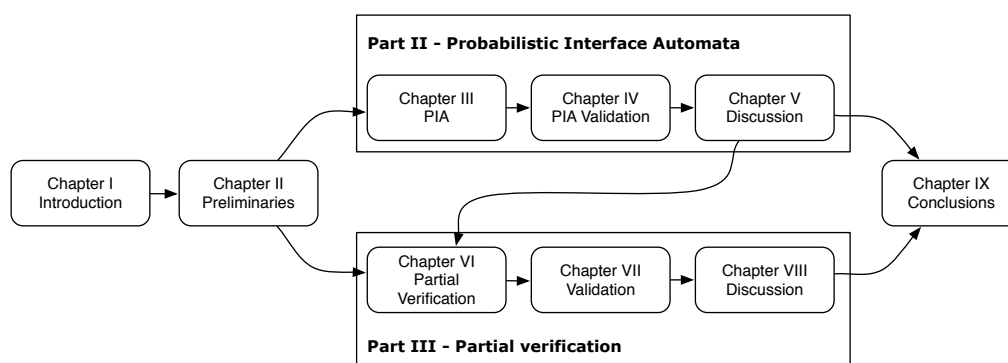 Part II - Probabilistic Interface Automata
Chapter III
PIA
Chapter IV
PIA Validation
Chapter V
Discussion
Chapter I
Introduction
Chapter II
Preliminaries
Chapter IX
Conclusions
Chapter VI
Partial
Verification
Chapter VII
Validation
Chapter VIII
Discussion
Part III - Partial verification